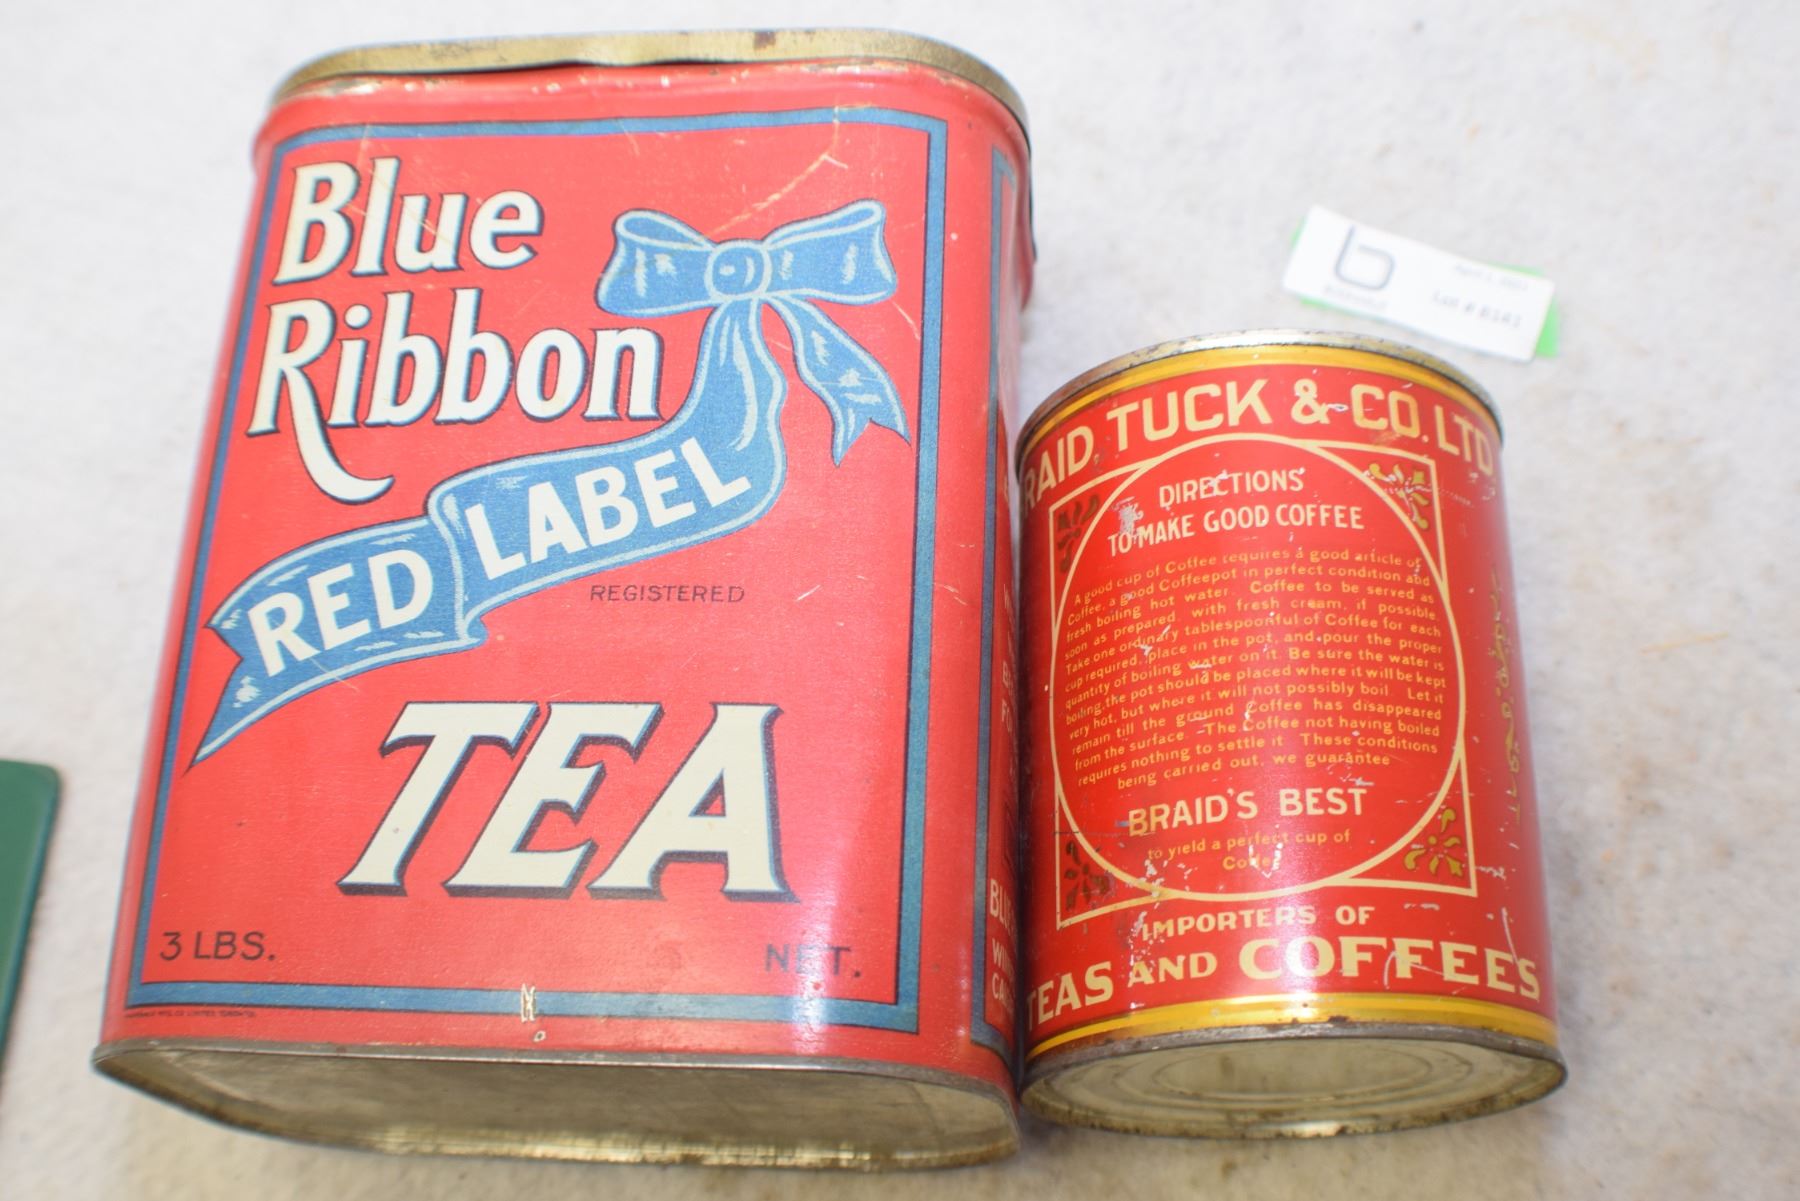 Blue
Ribbon
RED LABEL
REGISTERED
TEA
3 LBS. NET.
RAID TUCK & CO. LTD
DIRECTIONS
TO MAKE GOOD COFFEE
A good cup of Coffee requires a good article of
Coffee, a good Coffeepot in perfect condition and
fresh boiling hot water. Coffee to be served as
soon as prepared with fresh cream, if possible.
Take one ordinary tablespoonful of Coffee for each
cup required, place in the pot, and pour the proper
quantity of boiling water on it. Be sure the water is
boiling, the pot should be placed where it will be kept
very hot, but where it will not possibly boil. Let it
remain till the ground Coffee has disappeared
from the surface. The Coffee not having boiled
requires nothing to settle it. These conditions
being carried out, we guarantee
BRAID'S BEST
to yield a perfect cup of
Coffee
IMPORTERS OF
TEAS AND COFFEES
b
Lot #